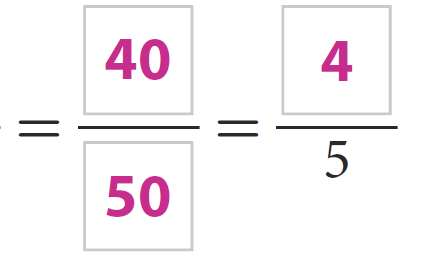 = 40/50 = 4/5